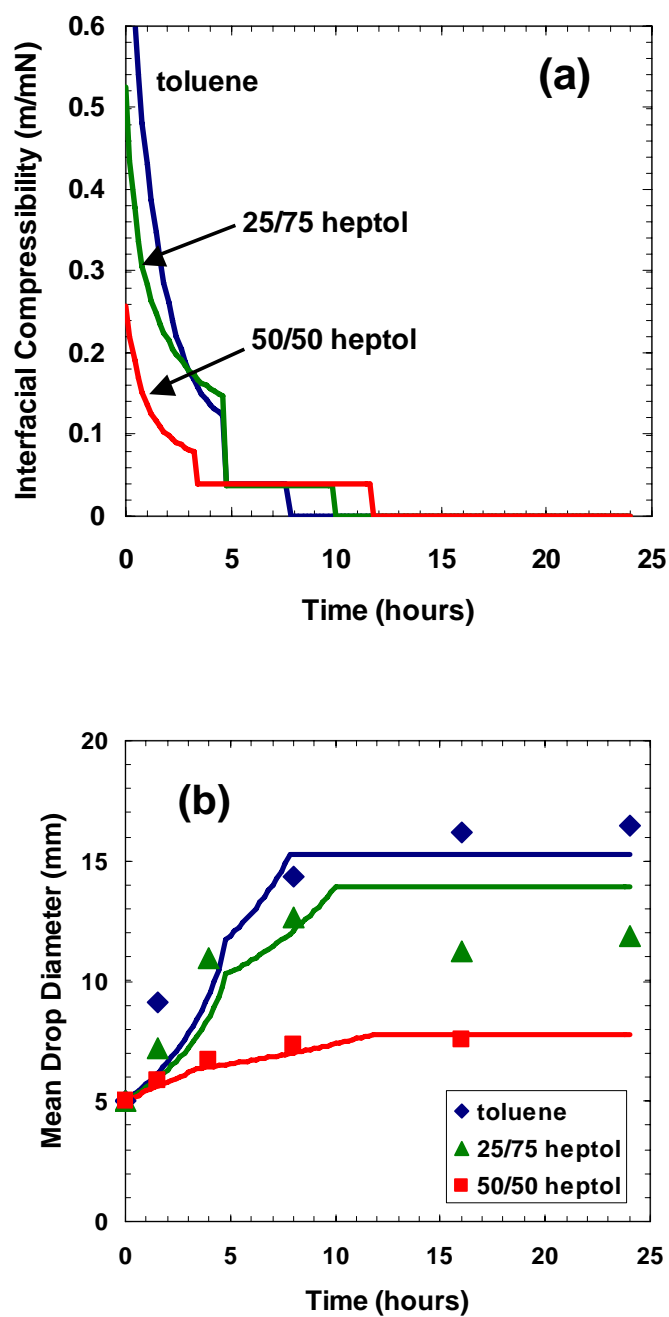 0.6
(a)
toluene
0.5
0.4
25/75 heptol
0.3
50/50 heptol
0.2
0.1
0
0 5 10 15 20 25
Interfacial Compressibility (m/mN)
Time (hours)
20
(b)
15
10
5
0
toluene
25/75 heptol
50/50 heptol
0 5 10 15 20 25
Mean Drop Diameter (mm)
Time (hours)